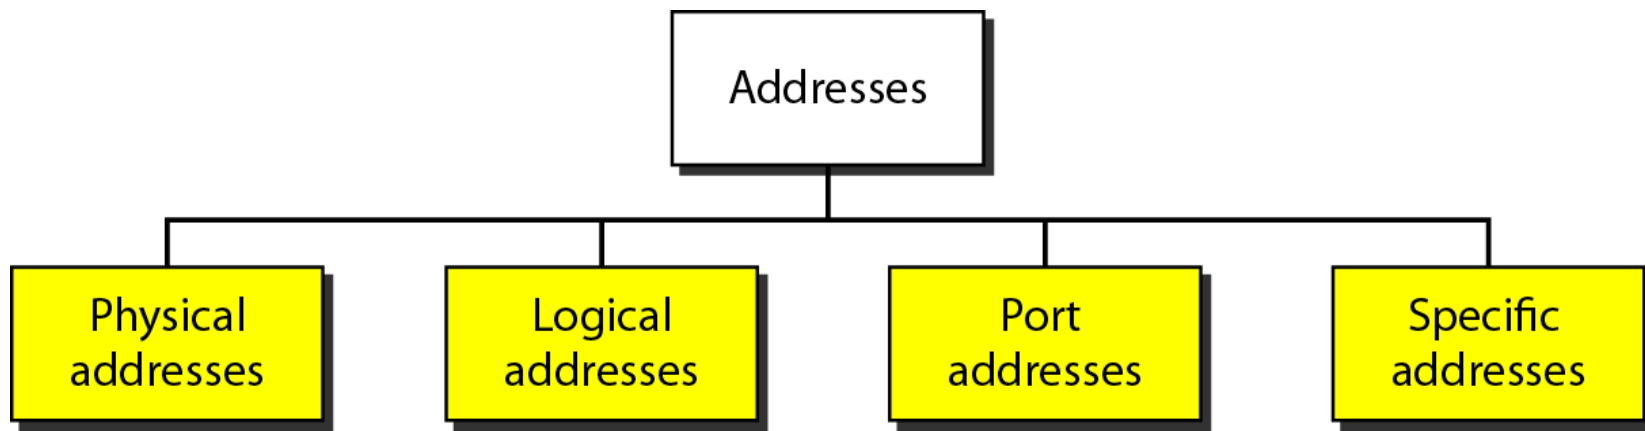 Addresses
Physical
addresses
Logical
addresses
Port
addresses
Specific
addresses